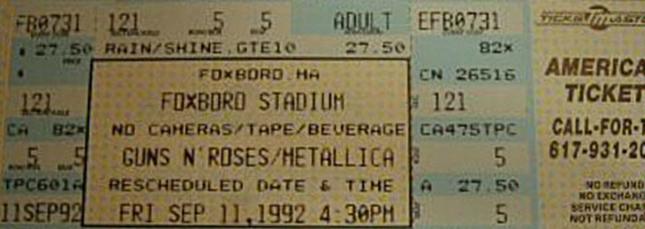 FB0731 121 5 5 ADULT EFB0731
27.50 RAIN/SHINE.GTE10 27.50 82X
FOXBORO.MA CN 26516
121 FOXBORO STADIUM 121
CA 82X NO CAMERAS/TAPE/BEVERAGE CA475TPC
5 5 GUNS N'ROSES/METALLICA 5
TPC601A RESCHEDULED DATE & TIME A 27.50
11SEP92 FRI SEP 11,1992 4:30PM 5
AMERICA
TICKET
CALL-FOR-T
617-931-20
NO REFUND
NO EXCHANG
SERVICE CHAR
NOT REFUNDA